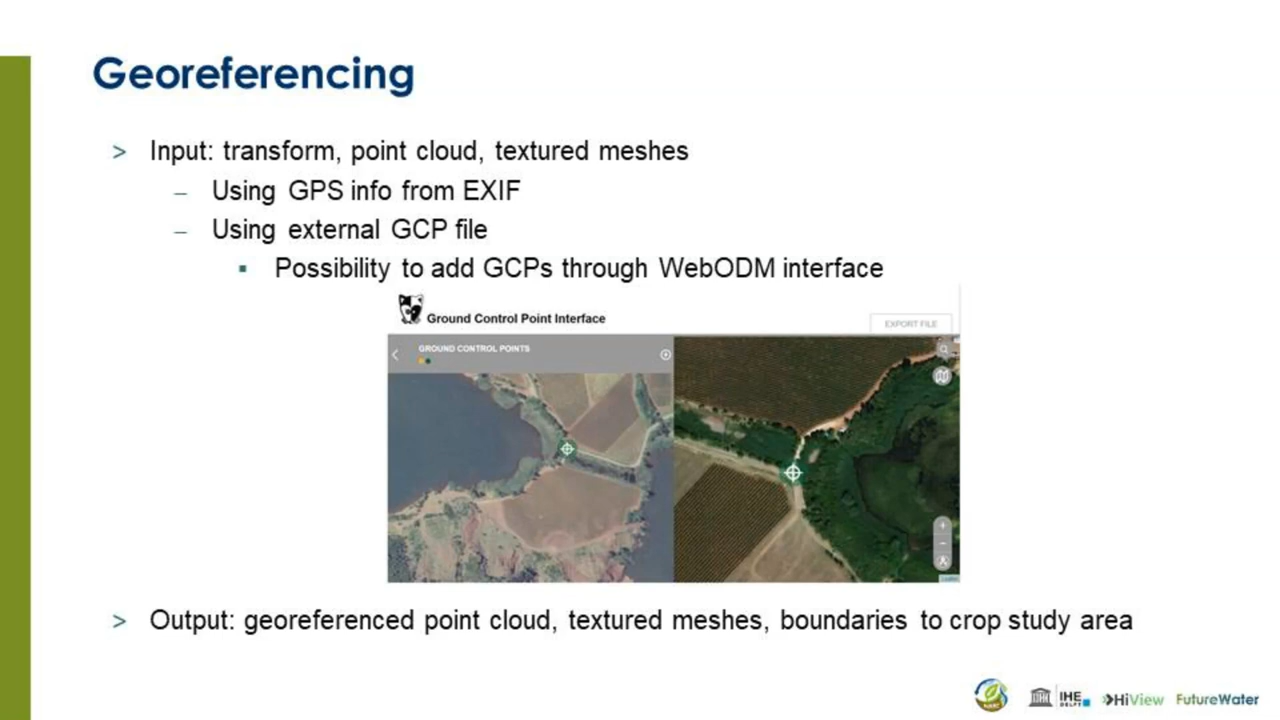 Georeferencing
> Input: transform, point cloud, textured meshes
– Using GPS info from EXIF
– Using external GCP file
▪ Possibility to add GCPs through WebODM interface
Ground Control Point Interface
EXPORT FILE
GROUND CONTROL POINTS
Leaflet
> Output: georeferenced point cloud, textured meshes, boundaries to crop study area
IHE
DELFT
HiView
FutureWater